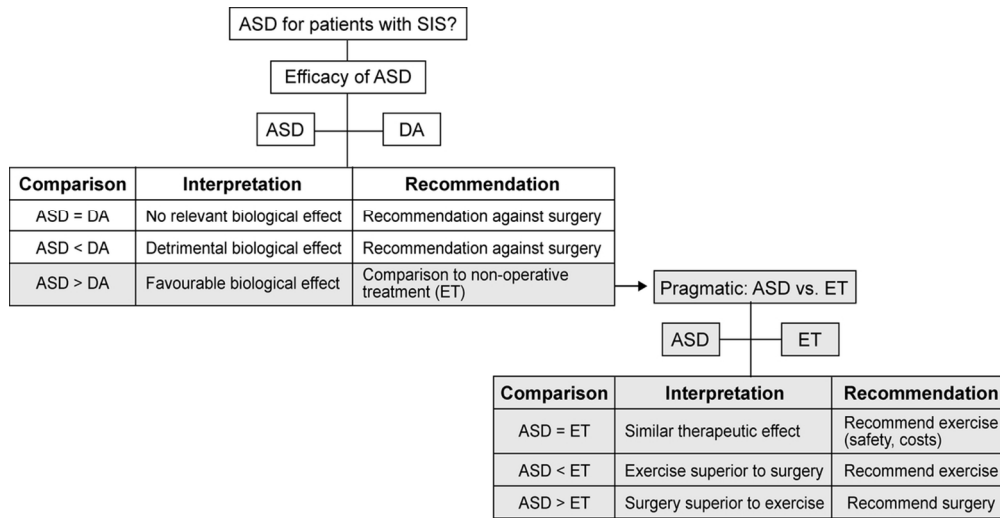 ASD for patients with SIS?
Efficacy of ASD
ASD DA
Comparison Interpretation Recommendation
ASD = DA No relevant biological effect Recommendation against surgery
ASD < DA Detrimental biological effect Recommendation against surgery
ASD > DA Favourable biological effect Comparison to non-operative
treatment (ET)
Pragmatic: ASD vs. ET
ASD ET
Comparison Interpretation Recommendation
ASD = ET Similar therapeutic effect Recommend exercise
(safety, costs)
ASD < ET Exercise superior to surgery Recommend exercise
ASD > ET Surgery superior to exercise Recommend surgery